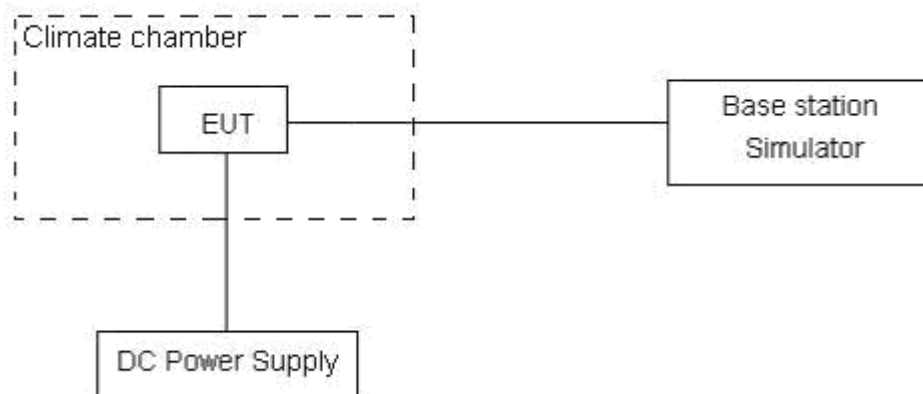 Climate chamber
EUT
Base station
Simulator
DC Power Supply